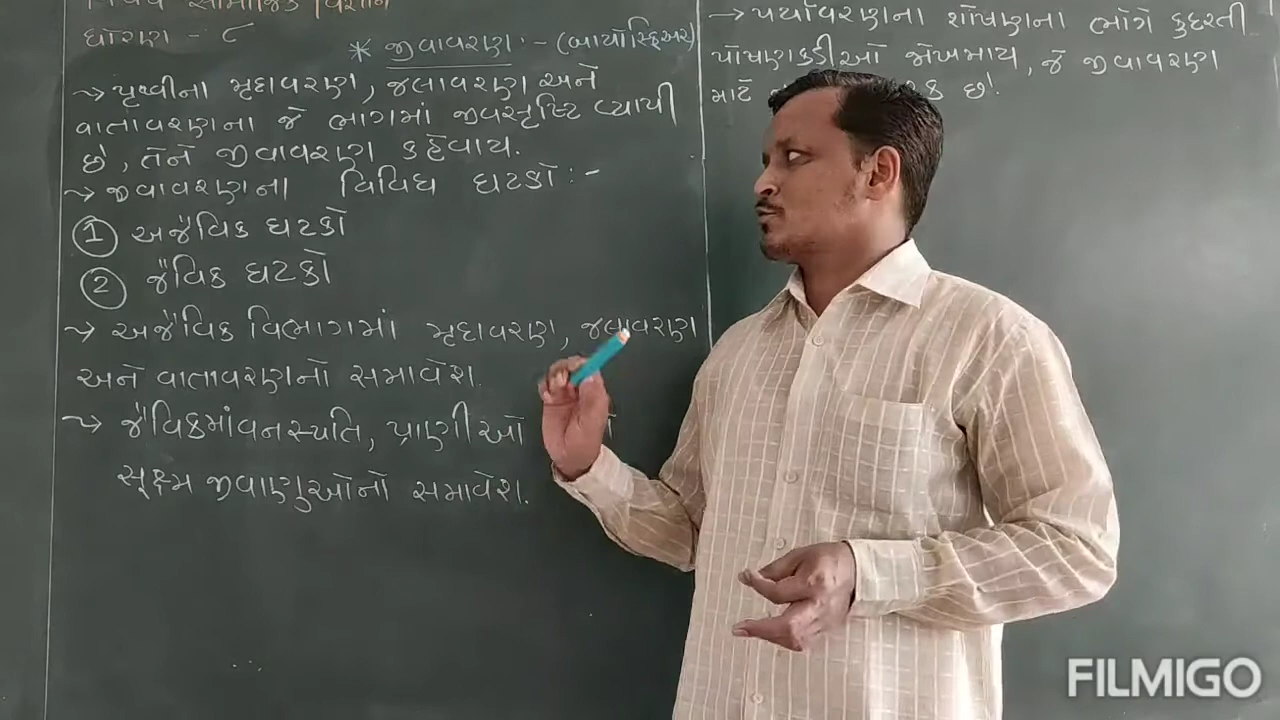 સામાજિક વિજ્ઞાન
ધોરણ - ૮
* જીવાવરણ :- (બાયોસ્ફિઅર)
→ પૃથ્વીના મૃદાવરણ, જલાવરણ અને
વાતાવરણના જે ભાગમાં જીવસૃષ્ટિ વ્યાપી
છે, તેને જીવાવરણ કહેવાય.
→ જીવાવરણના વિવિધ ઘટકો :-
1 અજૈવિક ઘટકો
2 જૈવિક ઘટકો
→ અજૈવિક વિભાગમાં મૃદાવરણ, જલાવરણ
અને વાતાવરણનો સમાવેશ.
→ જૈવિકમાં વનસ્પતિ, પ્રાણીઓ
સૂક્ષ્મ જીવાણુઓનો સમાવેશ.
→ પર્યાવરણના શોષણના ભોગે કુદરતી
પોષણકડીઓ જોખમાય, જે જીવાવરણ
માટે છે.
FILMIGO